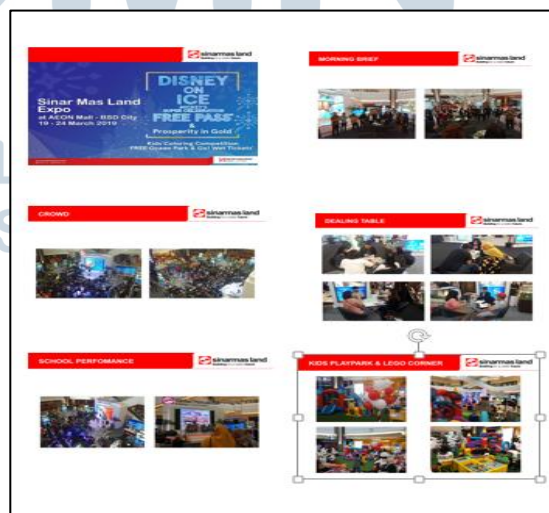 sinarmas land
DISNEY
ON
ICE
FREE PASS
&
Prosperity in Gold
Sinar Mas Land
Expo
at AEON Mall - BSD City
19 - 24 March 2019
Kids Coloring Competition
FREE Ocean Park & Go! Wet Tickets!
MORNING BRIEF
sinarmas land
CROWD
sinarmas land
DEALING TABLE
sinarmas land
SCHOOL PERFOMANCE
sinarmas land
KIDS PLAYPARK & LEGO CORNER
sinarmas land